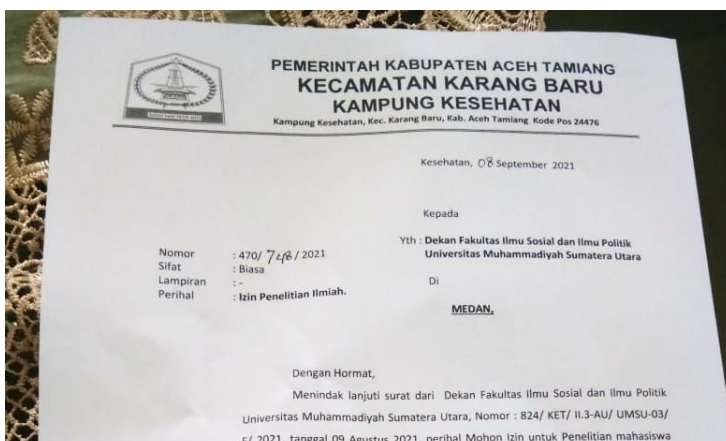 PEMERINTAH KABUPATEN ACEH TAMIANG
KECAMATAN KARANG BARU
KAMPUNG KESEHATAN
Kampung Kesehatan, Kec. Karang Baru, Kab. Aceh Tamiang Kode Pos 24476
Kesehatan, 08 September 2021
Kepada
Yth : Dekan Fakultas Ilmu Sosial dan Ilmu Politik
Universitas Muhammadiyah Sumatera Utara
Di
MEDAN,
Nomor : 470/ 748 / 2021
Sifat : Biasa
Lampiran : -
Perihal : Izin Penelitian Ilmiah.
Dengan Hormat,
Menindak lanjuti surat dari Dekan Fakultas Ilmu Sosial dan Ilmu Politik
Universitas Muhammadiyah Sumatera Utara, Nomor : 824/ KET/ II.3-AU/ UMSU-03/
F/ 2021, tanggal 09 Agustus 2021, perihal Mohon Izin untuk Penelitian mahasiswa